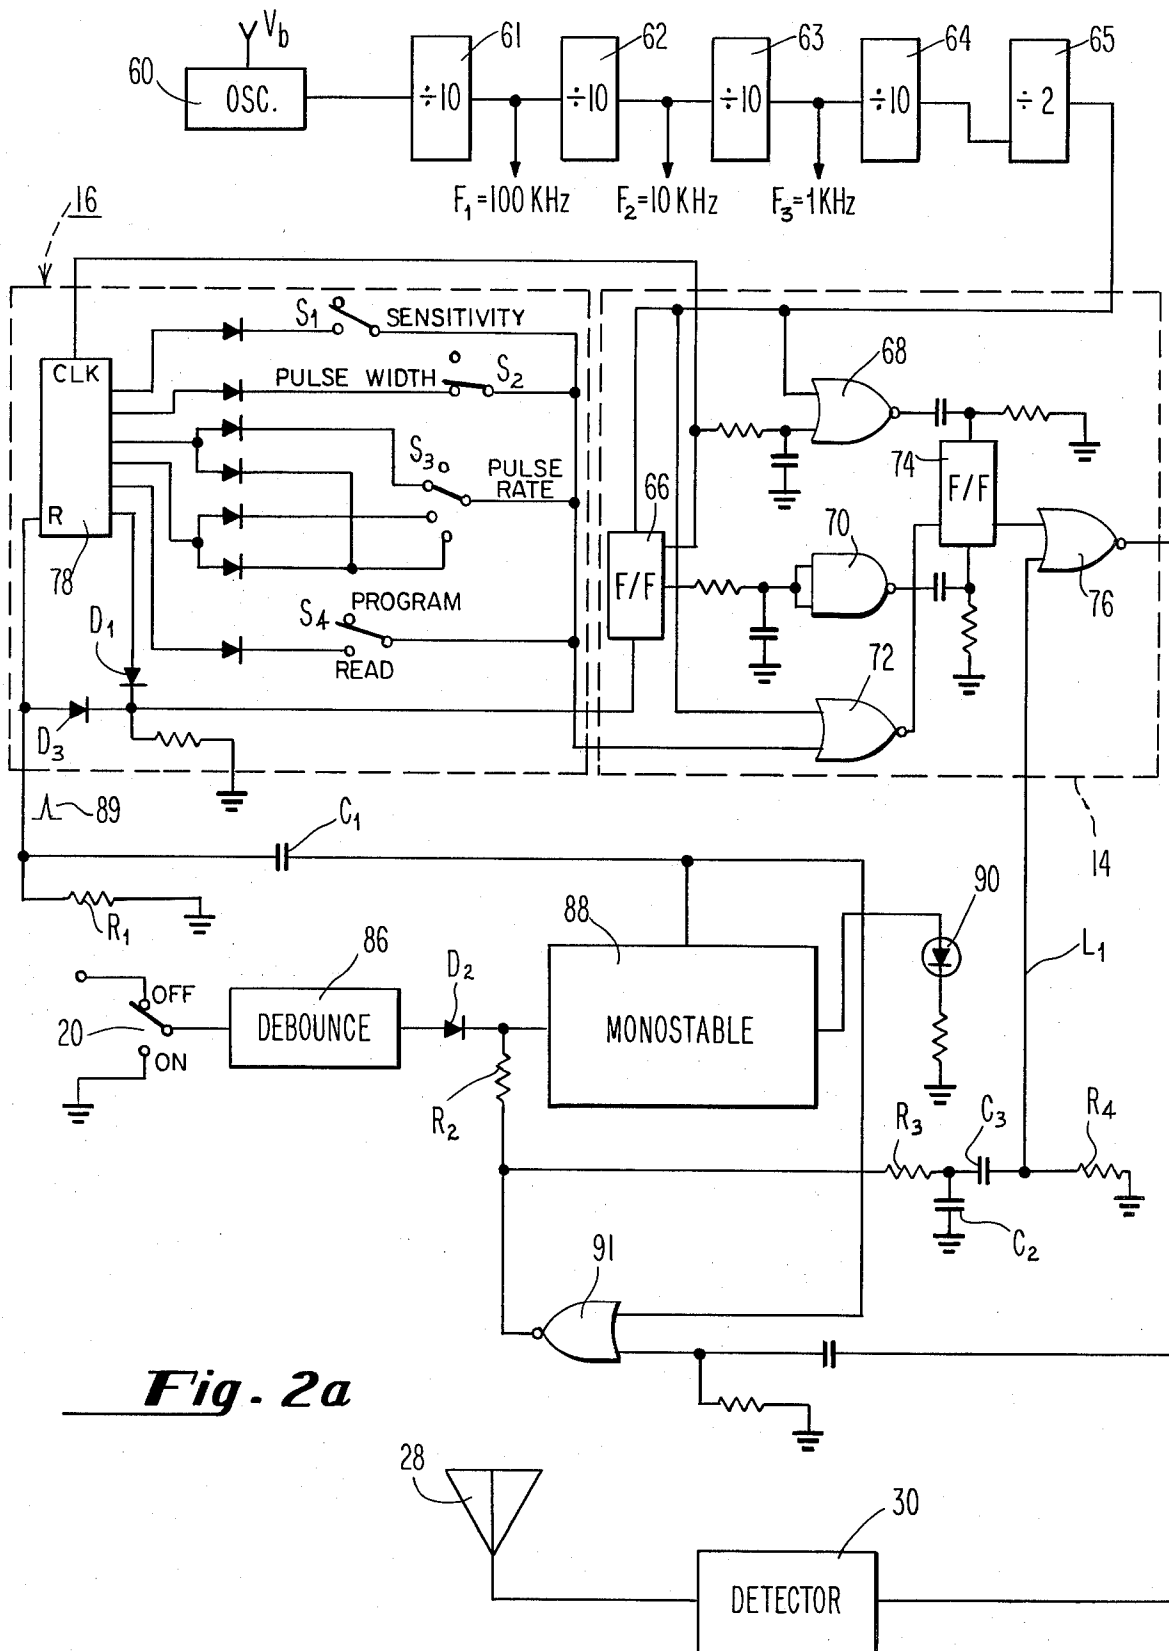 V_b
60
OSC.
61
÷10
62
÷10
63
÷10
64
÷10
65
÷2
F₁=100 KHz
F₂=10 KHz
F₃=1 KHz
16
S₁
SENSITIVITY
CLK
PULSE WIDTH
S₂
68
S₃
PULSE
RATE
74
F/F
66
F/F
R
78
70
76
D₁
S₄
PROGRAM
READ
72
D₃
89
C₁
14
R₁
88
90
86
D₂
L₁
OFF
20
ON
DEBOUNCE
MONOSTABLE
R₂
R₃
C₃
R₄
C₂
91
Fig. 2a
28
30
DETECTOR